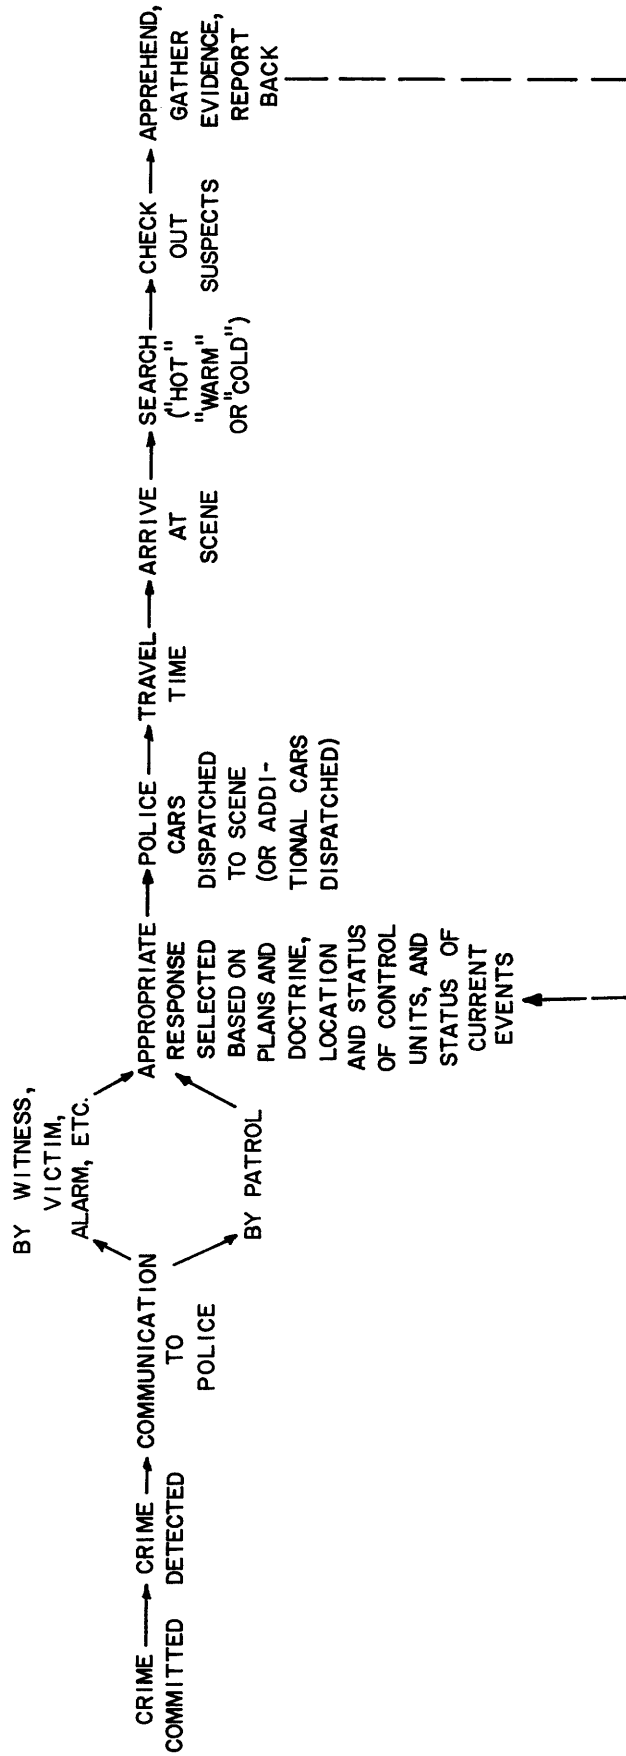 CRIME
COMMITTED
CRIME
DETECTED
COMMUNICATION
TO
POLICE
BY WITNESS,
VICTIM,
ALARM, ETC.
BY PATROL
APPROPRIATE
RESPONSE
SELECTED
BASED ON
PLANS AND
DOCTRINE,
LOCATION
AND STATUS
OF CONTROL
UNITS, AND
STATUS OF
CURRENT
EVENTS
POLICE
CARS
DISPATCHED
TO SCENE
(OR ADDI-
TIONAL CARS
DISPATCHED)
TRAVEL
TIME
ARRIVE
AT
SCENE
SEARCH
("HOT"
"WARM"
OR "COLD")
CHECK
OUT
SUSPECTS
APPREHEND,
GATHER
EVIDENCE,
REPORT
BACK